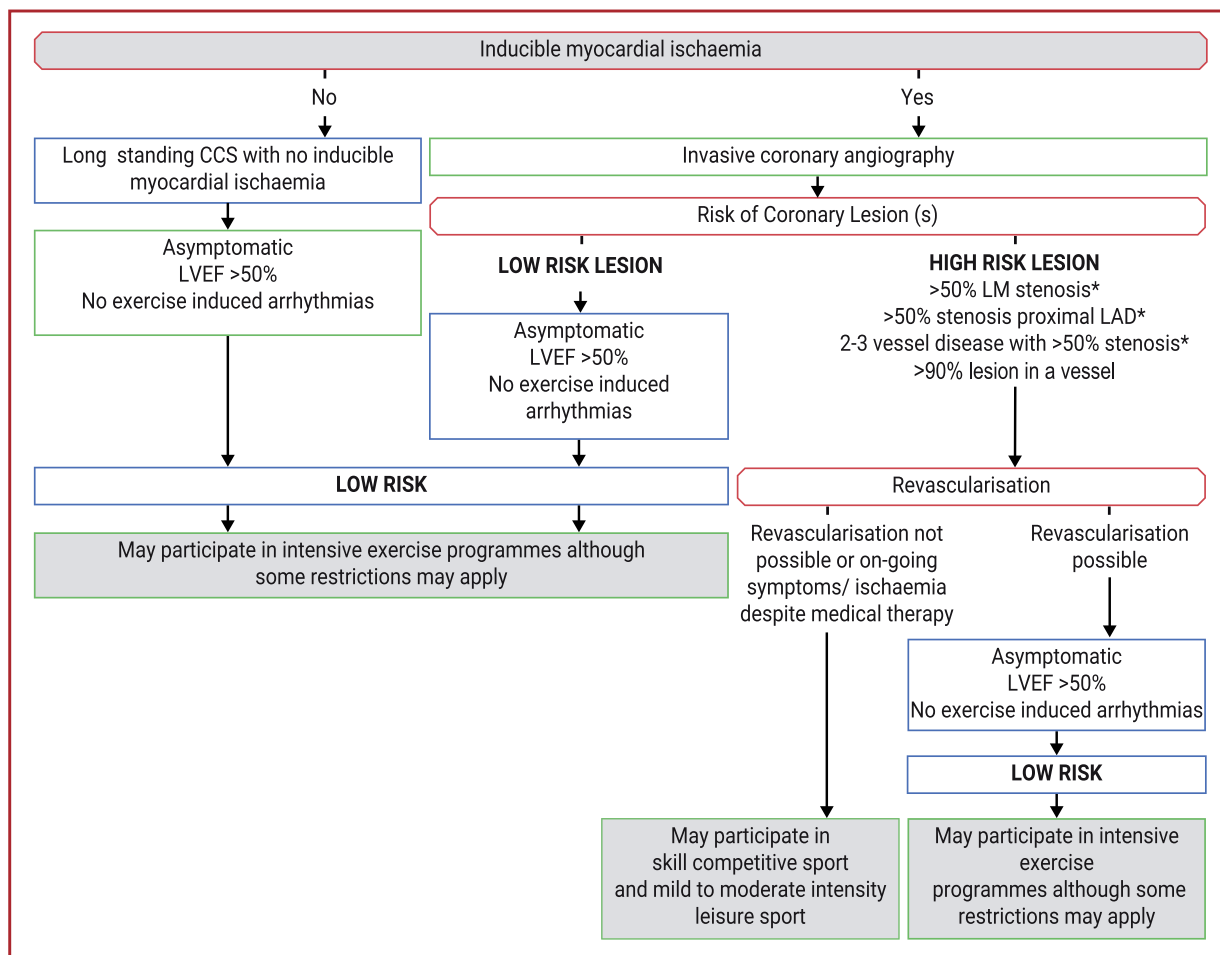 Inducible myocardial ischaemia
No
Yes
Long standing CCS with no inducible
myocardial ischaemia
Invasive coronary angiography
Risk of Coronary Lesion (s)
Asymptomatic
LVEF >50%
No exercise induced arrhythmias
LOW RISK LESION
Asymptomatic
LVEF >50%
No exercise induced
arrhythmias
HIGH RISK LESION
>50% LM stenosis*
>50% stenosis proximal LAD*
2-3 vessel disease with >50% stenosis*
>90% lesion in a vessel
LOW RISK
May participate in intensive exercise programmes although
some restrictions may apply
Revascularisation
Revascularisation not
possible or on-going
symptoms/ ischaemia
despite medical therapy
Revascularisation
possible
Asymptomatic
LVEF >50%
No exercise induced arrhythmias
LOW RISK
May participate in
skill competitive sport
and mild to moderate intensity
leisure sport
May participate in intensive
exercise
programmes although some
restrictions may apply